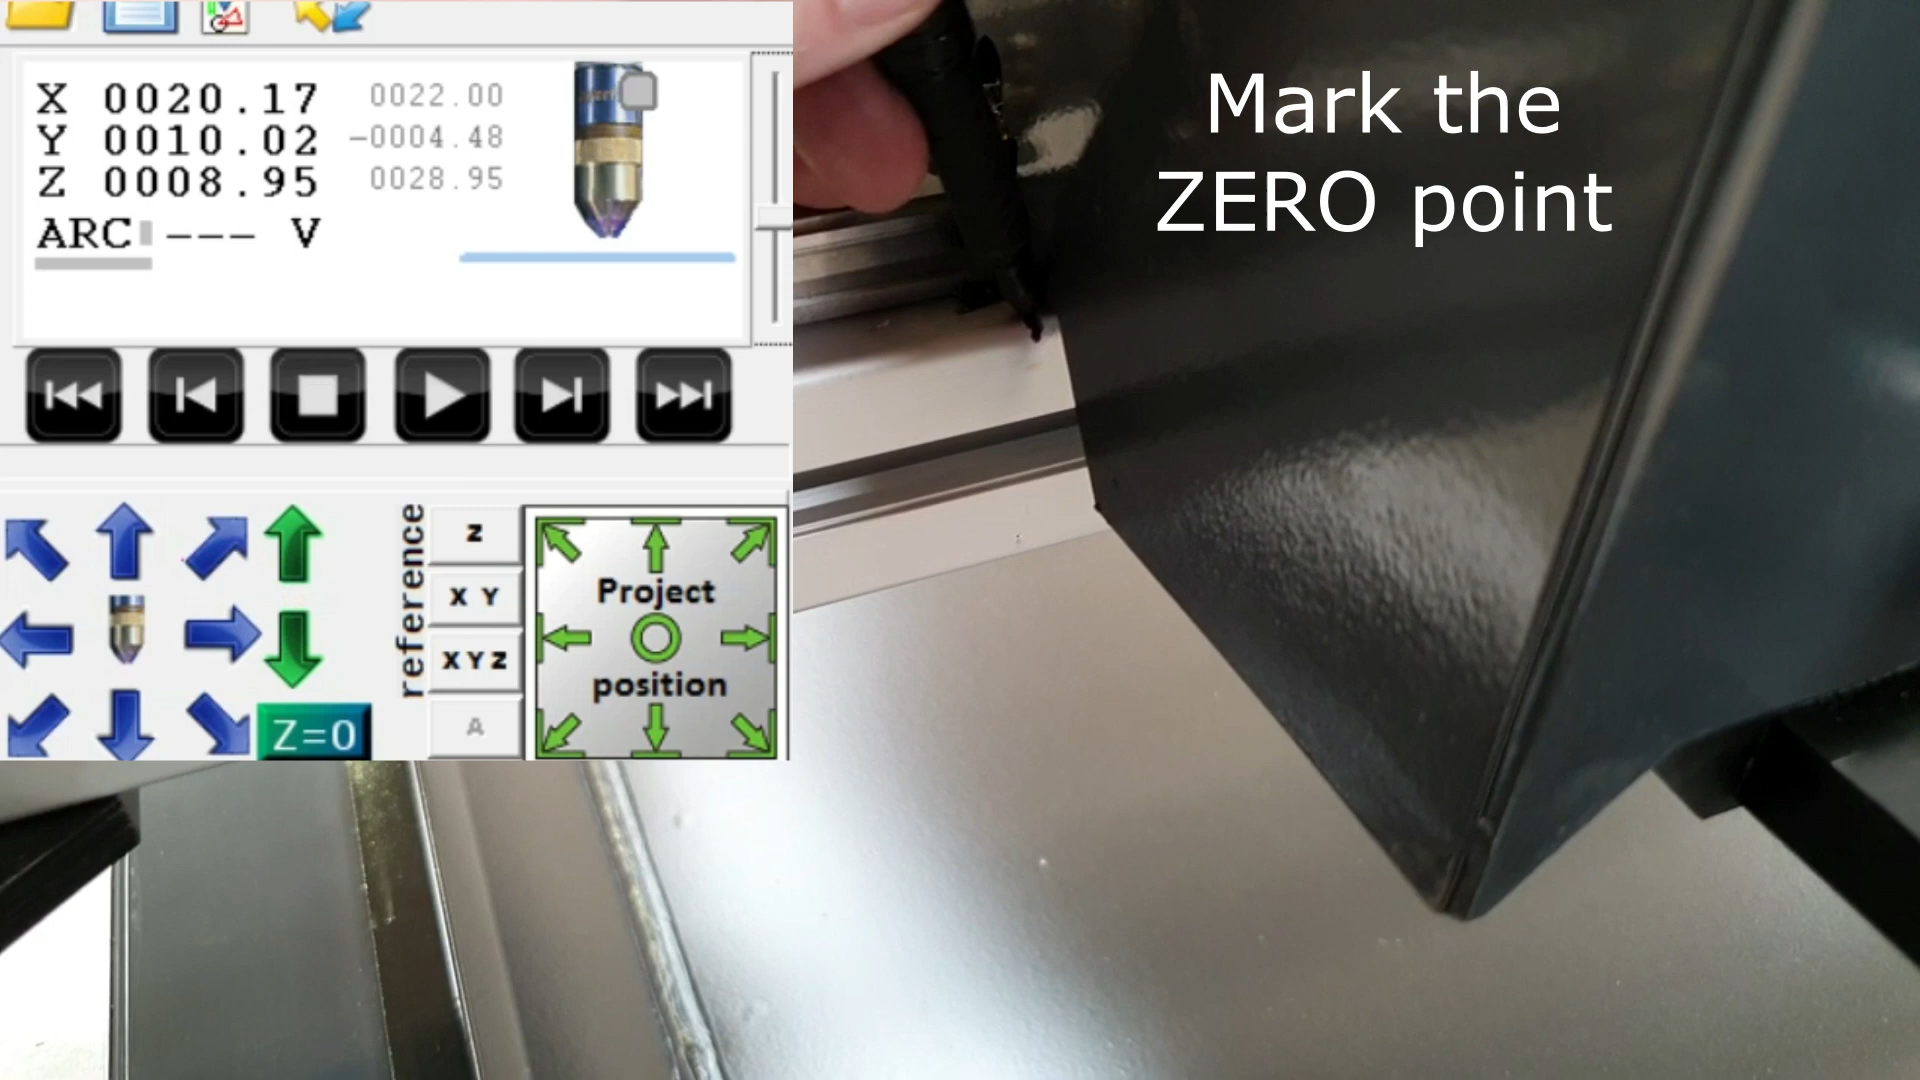 X 0020.17 0022.00
Y 0010.02 -0004.48
Z 0008.95 0028.95
ARC --- V
Mark the
ZERO point
reference
Z
X Y
X Y Z
A
Z=0
Project
position